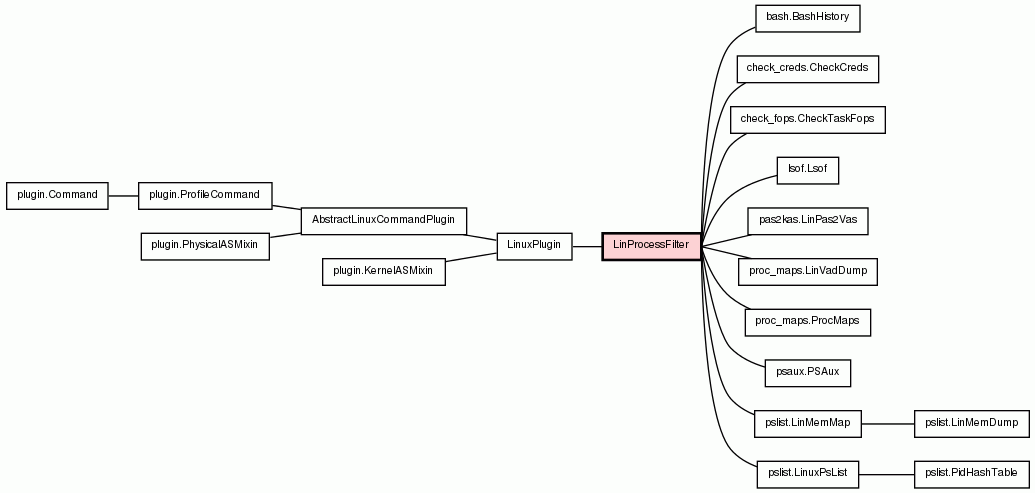 plugin.Command
plugin.ProfileCommand
plugin.PhysicalASMixin
AbstractLinuxCommandPlugin
plugin.KernelASMixin
LinuxPlugin
LinProcessFilter
bash.BashHistory
check_creds.CheckCreds
check_fops.CheckTaskFops
lsof.Lsof
pas2kas.LinPas2Vas
proc_maps.LinVadDump
proc_maps.ProcMaps
psaux.PSAux
pslist.LinMemMap
pslist.LinMemDump
pslist.LinuxPsList
pslist.PidHashTable